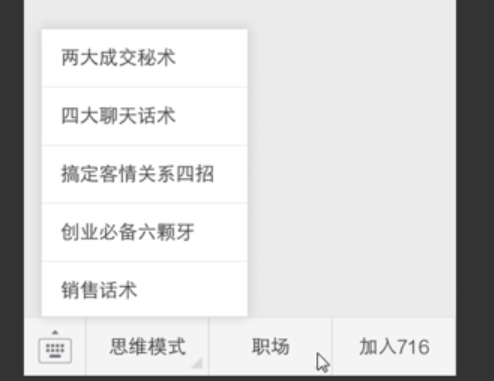 两大成交秘术
四大聊天话术
搞定客情关系四招
创业必备六颗牙
销售话术
思维模式 职场 加入716